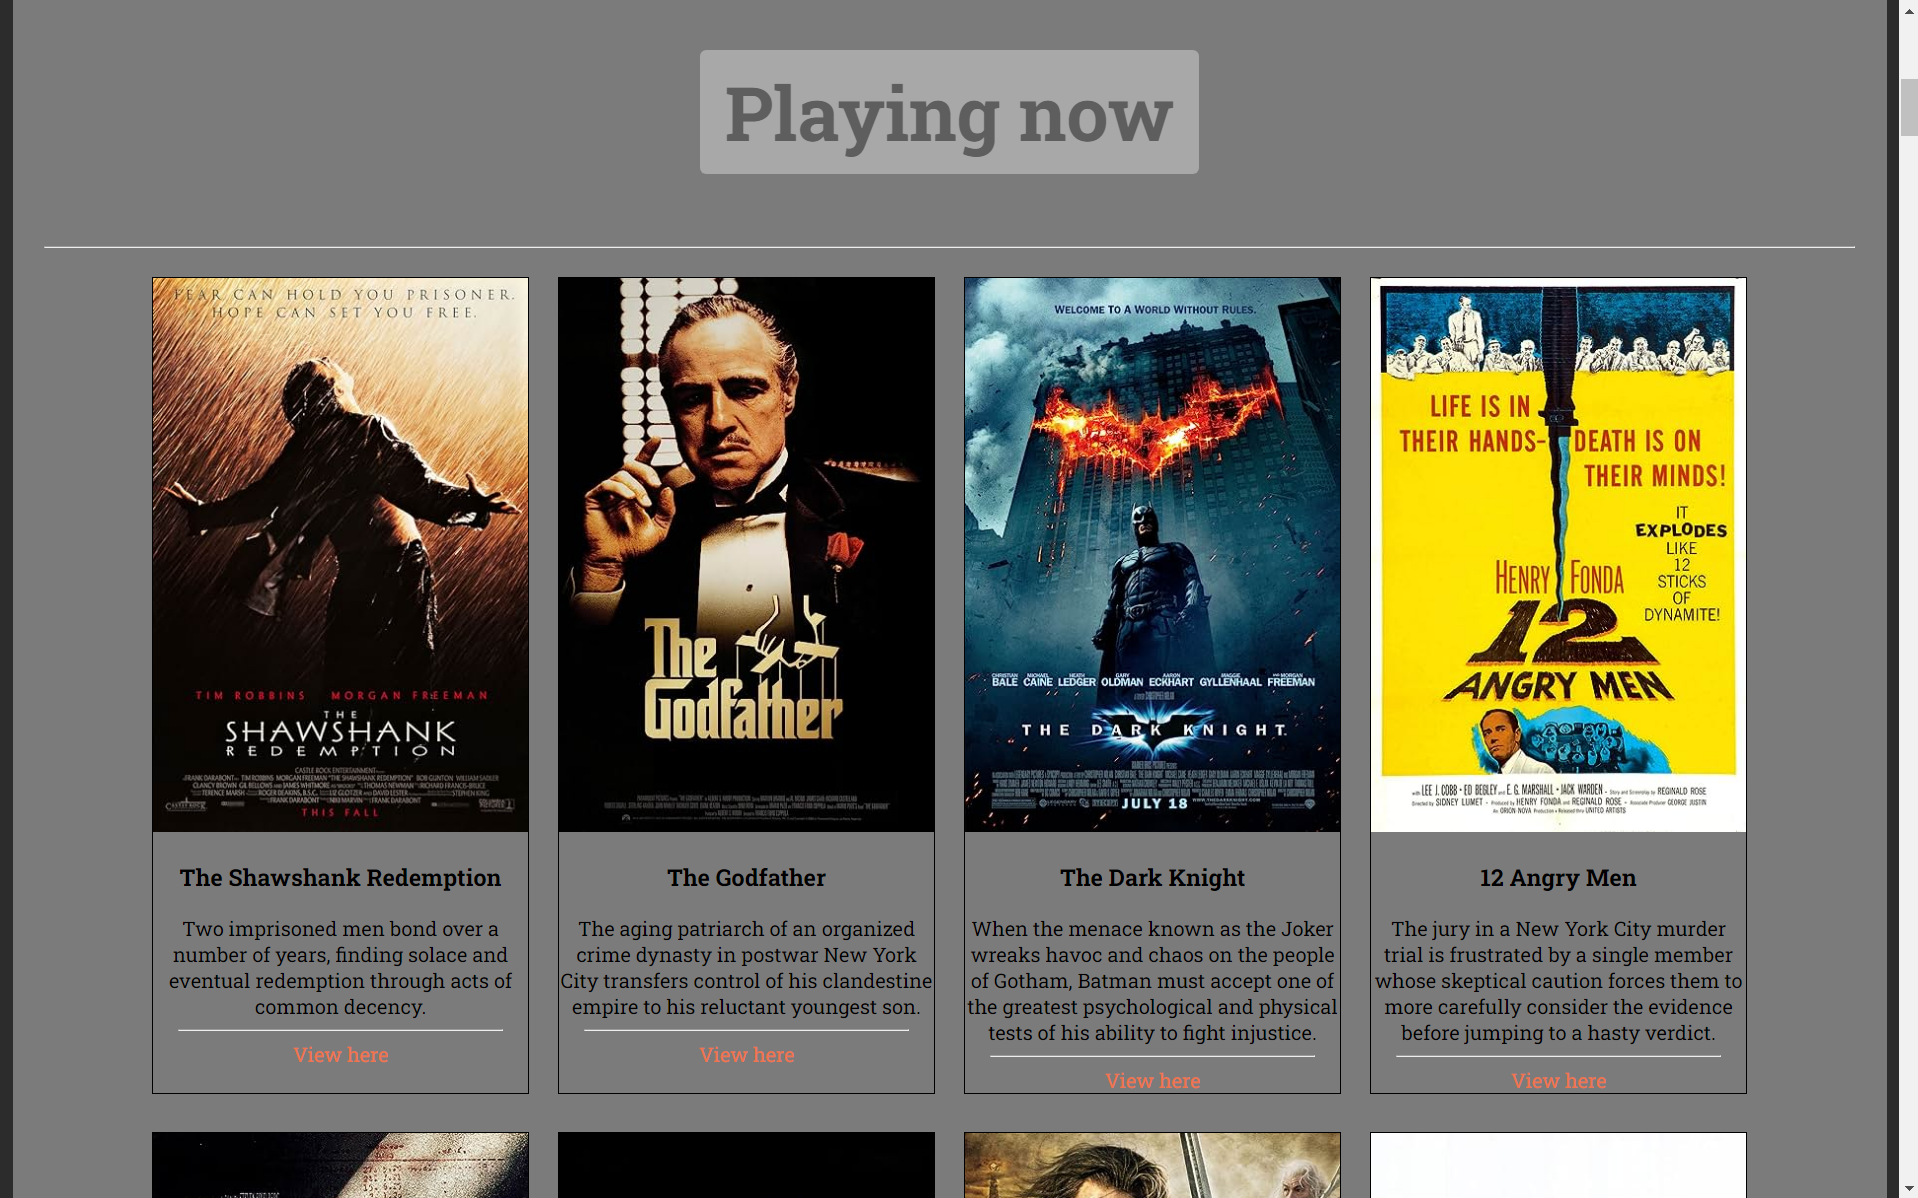 Playing now
FEAR CAN HOLD YOU PRISONER.
HOPE CAN SET YOU FREE.
TIM ROBBINS MORGAN FREEMAN
THE
SHAWSHANK
REDEMPTION
CASTLE ROCK ENTERTAINMENT
THIS FALL
The Shawshank Redemption
Two imprisoned men bond over a
number of years, finding solace and
eventual redemption through acts of
common decency.
View here
The
Godfather
The Godfather
The aging patriarch of an organized
crime dynasty in postwar New York
City transfers control of his clandestine
empire to his reluctant youngest son.
View here
WELCOME TO A WORLD WITHOUT RULES.
CHRISTIAN BALE MICHAEL CAINE HEATH LEDGER GARY OLDMAN AARON ECKHART MAGGIE GYLLENHAAL AND MORGAN FREEMAN
THE DARK KNIGHT
JULY 18
The Dark Knight
When the menace known as the Joker
wreaks havoc and chaos on the people
of Gotham, Batman must accept one of
the greatest psychological and physical
tests of his ability to fight injustice.
View here
LIFE IS IN
THEIR HANDS- DEATH IS ON
THEIR MINDS!
IT
EXPLODES
LIKE
12
STICKS
OF
DYNAMITE!
HENRY FONDA
12
ANGRY MEN
with LEE J. COBB • ED BEGLEY and E. G. MARSHALL • JACK WARDEN • Story and Screenplay by REGINALD ROSE
Directed by SIDNEY LUMET • Produced by HENRY FONDA and REGINALD ROSE • Associate Producer GEORGE JUSTIN
An ORION NOVA Production • Released thru UNITED ARTISTS
12 Angry Men
The jury in a New York City murder
trial is frustrated by a single member
whose skeptical caution forces them to
more carefully consider the evidence
before jumping to a hasty verdict.
View here